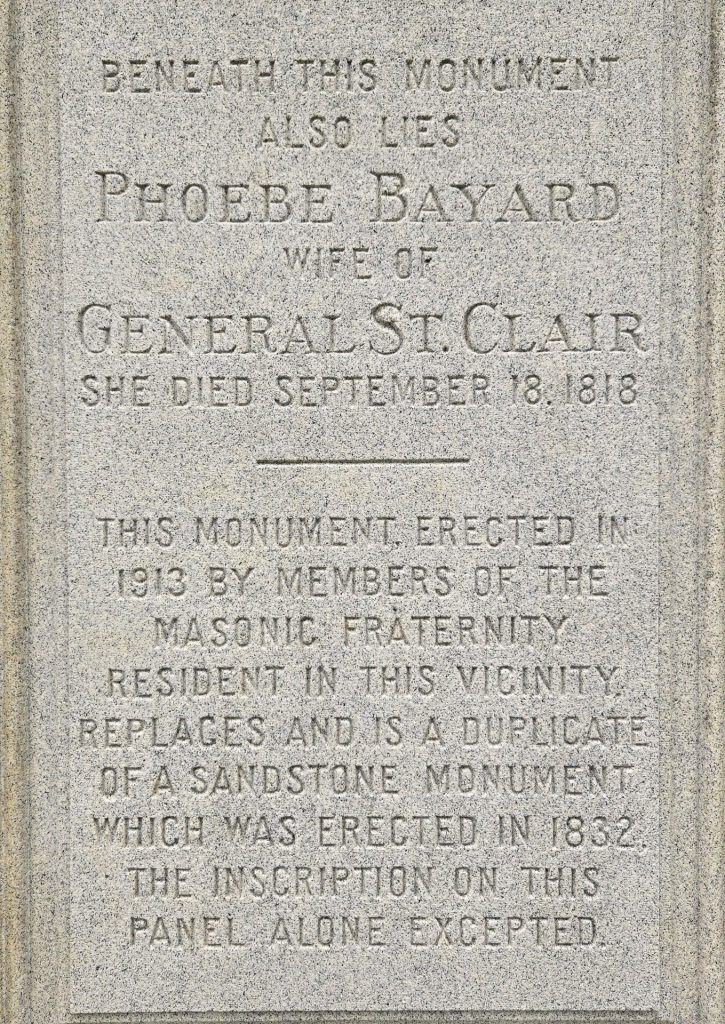 BENEATH THIS MONUMENT
ALSO LIES
PHOEBE BAYARD
WIFE OF
GENERAL ST. CLAIR
SHE DIED SEPTEMBER 18, 1818
THIS MONUMENT, ERECTED IN
1913 BY MEMBERS OF THE
MASONIC FRATERNITY
RESIDENT IN THIS VICINITY,
REPLACES AND IS A DUPLICATE
OF A SANDSTONE MONUMENT
WHICH WAS ERECTED IN 1832,
THE INSCRIPTION ON THIS
PANEL ALONE EXCEPTED.